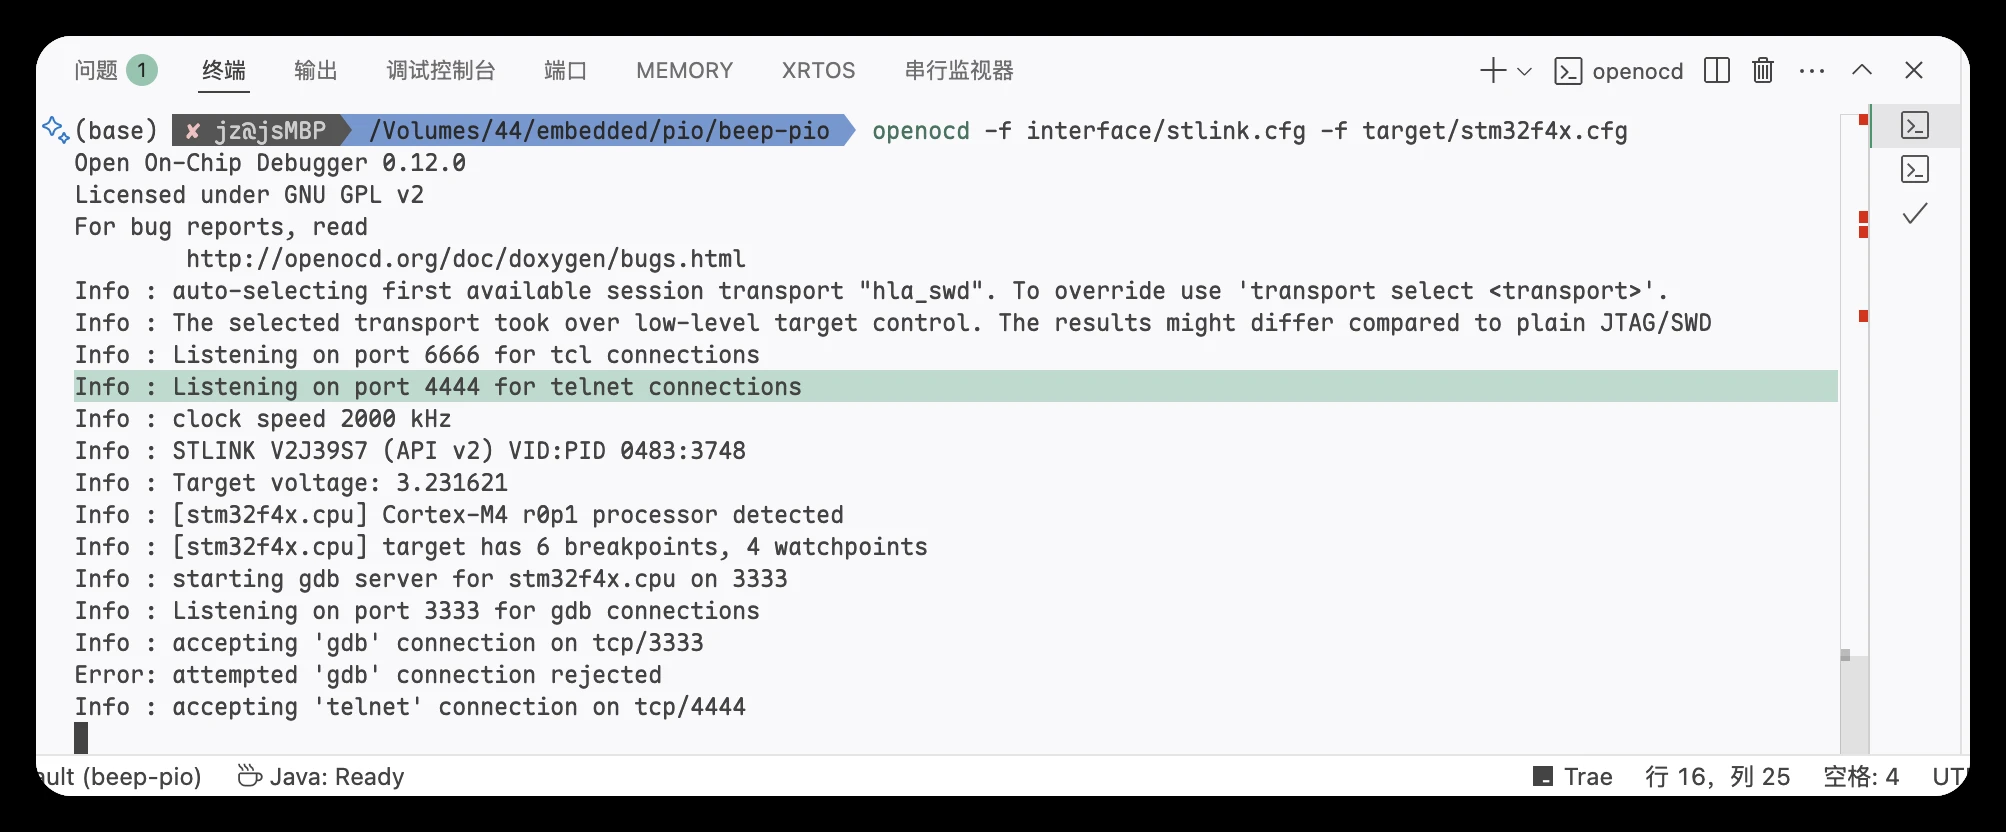 问题 1 终端 输出 调试控制台 端口 MEMORY XRTOS 串行监视器 openocd
(base) ✘ jz@jsMBP /Volumes/44/embedded/pio/beep-pio openocd -f interface/stlink.cfg -f target/stm32f4x.cfg
Open On-Chip Debugger 0.12.0
Licensed under GNU GPL v2
For bug reports, read
http://openocd.org/doc/doxygen/bugs.html
Info : auto-selecting first available session transport "hla_swd". To override use 'transport select <transport>'.
Info : The selected transport took over low-level target control. The results might differ compared to plain JTAG/SWD
Info : Listening on port 6666 for tcl connections
Info : Listening on port 4444 for telnet connections
Info : clock speed 2000 kHz
Info : STLINK V2J39S7 (API v2) VID:PID 0483:3748
Info : Target voltage: 3.231621
Info : [stm32f4x.cpu] Cortex-M4 r0p1 processor detected
Info : [stm32f4x.cpu] target has 6 breakpoints, 4 watchpoints
Info : starting gdb server for stm32f4x.cpu on 3333
Info : Listening on port 3333 for gdb connections
Info : accepting 'gdb' connection on tcp/3333
Error: attempted 'gdb' connection rejected
Info : accepting 'telnet' connection on tcp/4444
ault (beep-pio) Java: Ready Trae 行 16，列 25 空格: 4 UTF